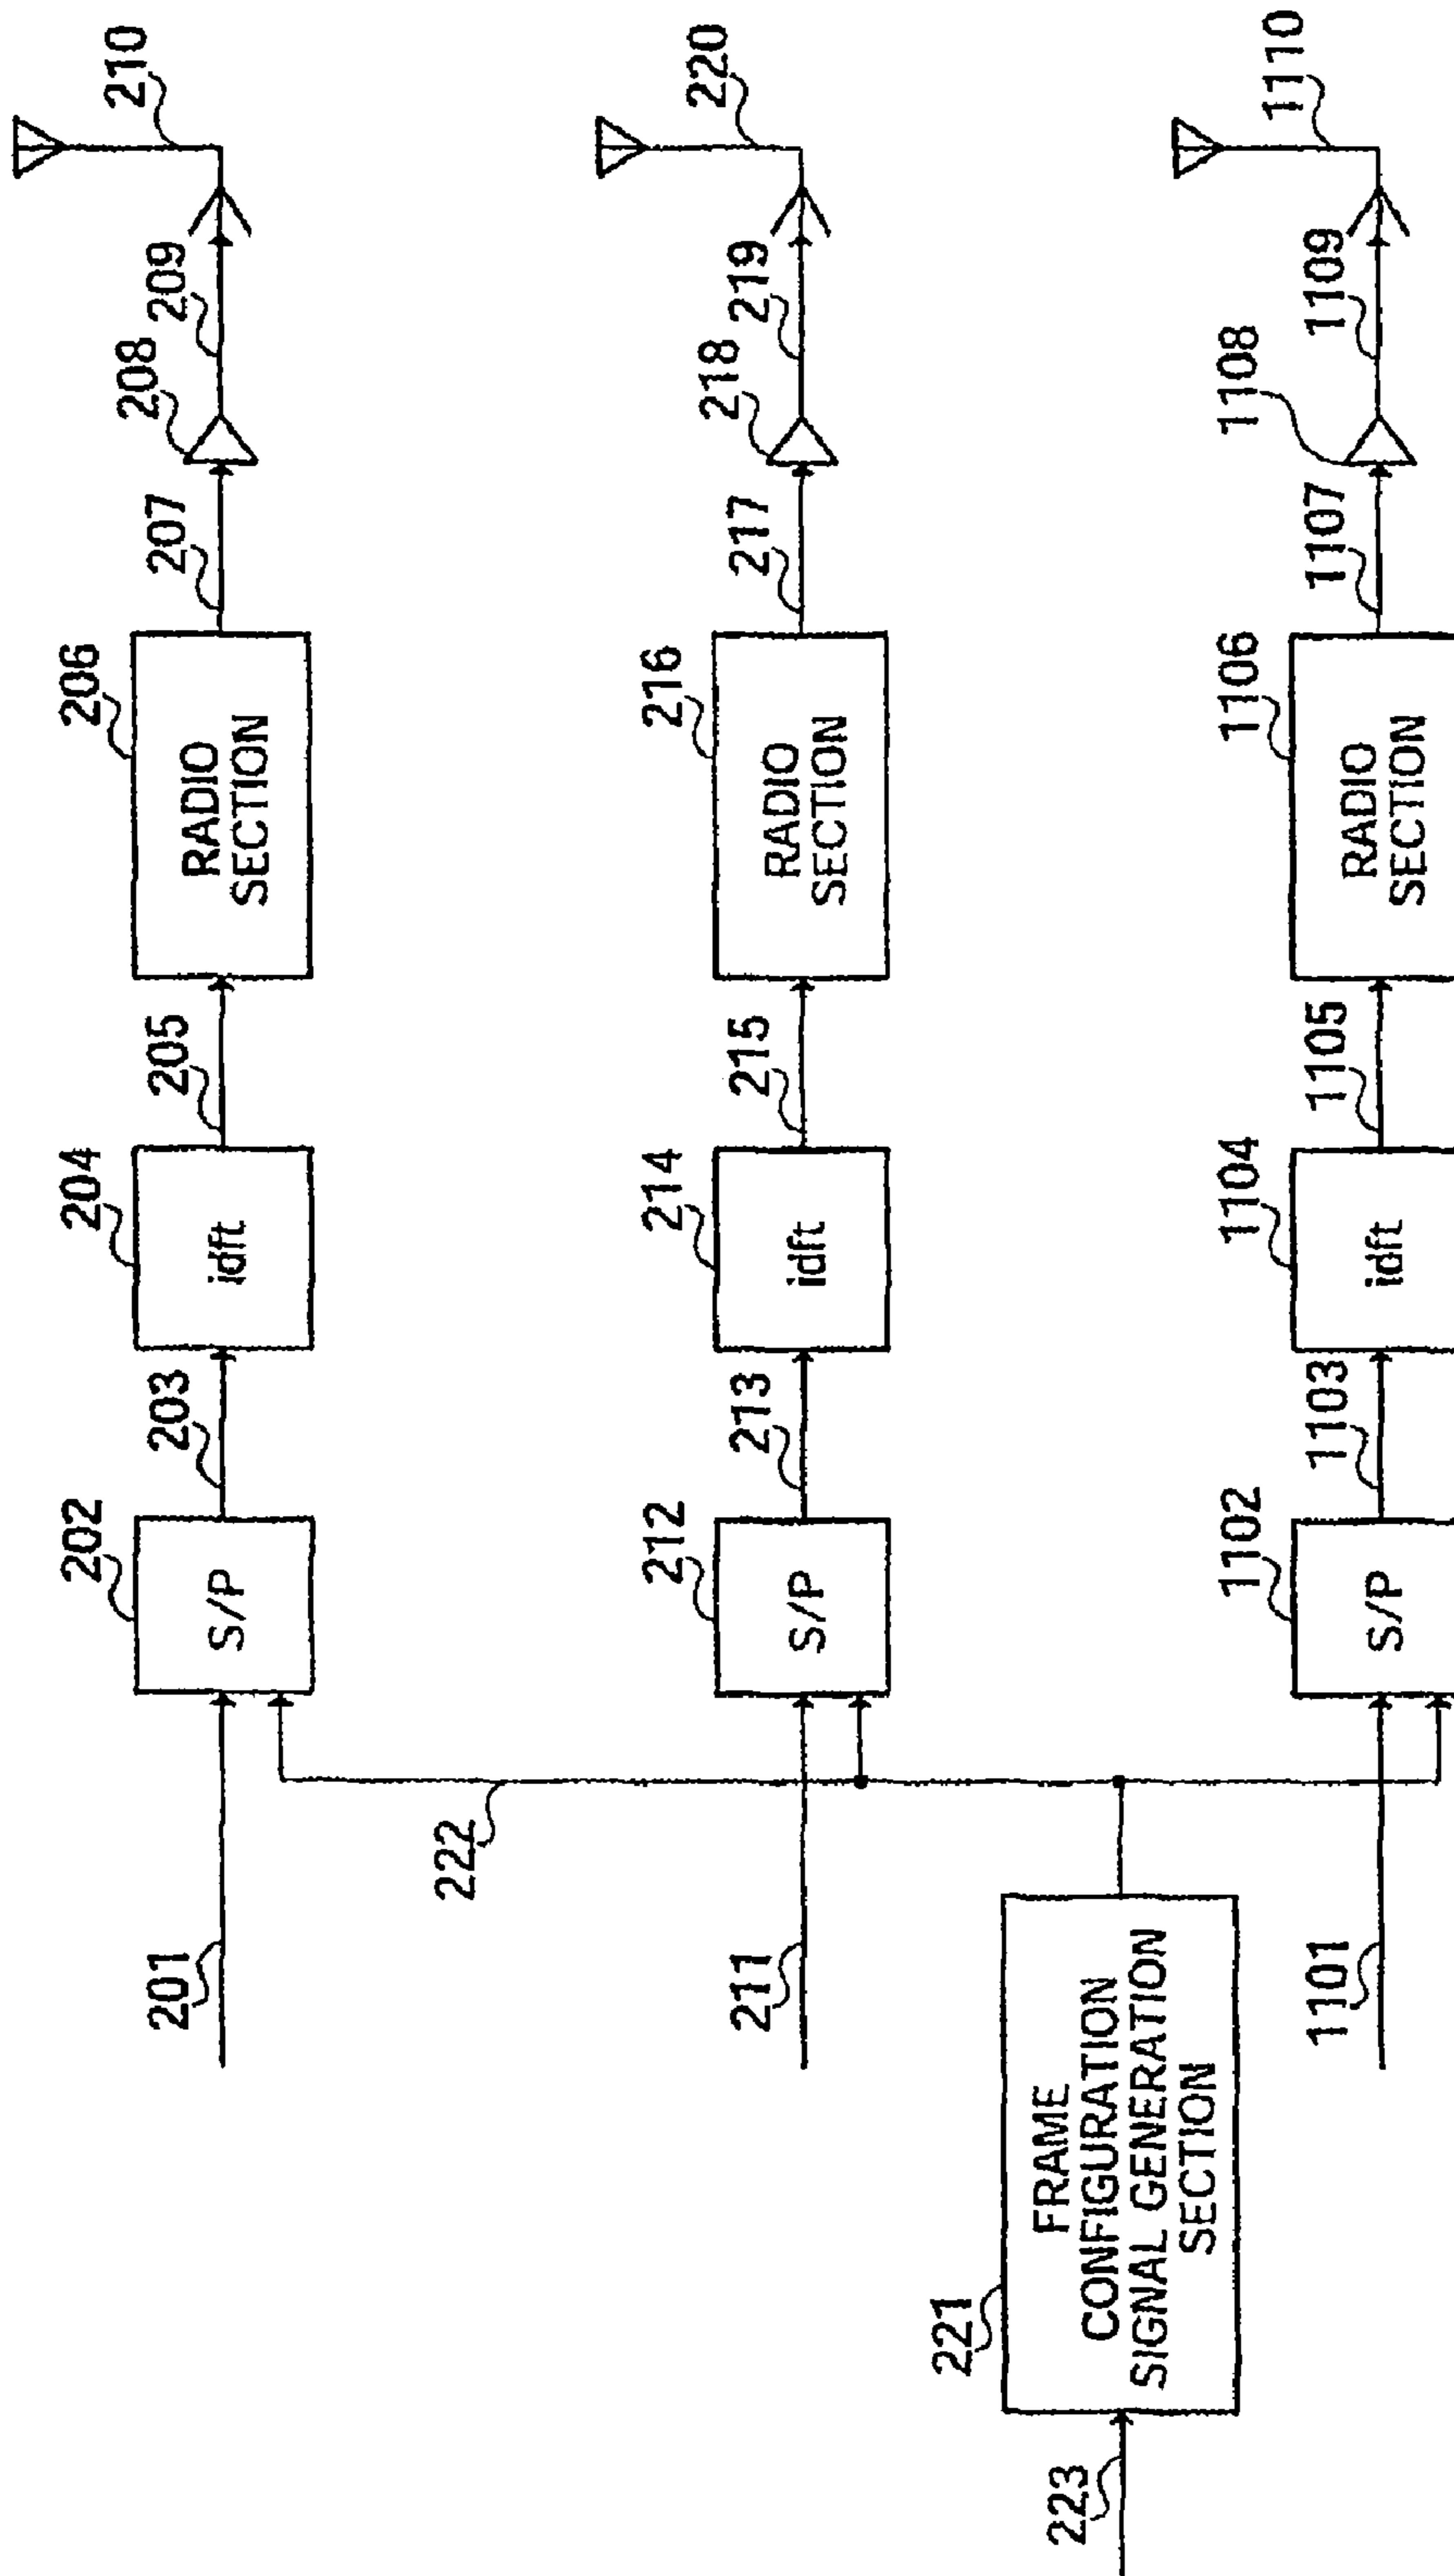 201
202
S/P
203
204
idft
205
206
RADIO
SECTION
207
208
209
210
222
211
212
S/P
213
214
idft
215
216
RADIO
SECTION
217
218
219
220
223
221
FRAME
CONFIGURATION
SIGNAL GENERATION
SECTION
1101
1102
S/P
1103
1104
idft
1105
1106
RADIO
SECTION
1107
1108
1109
1110